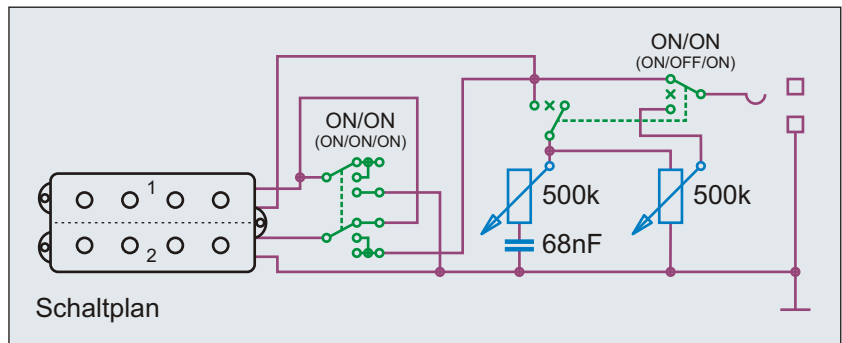 ON/ON
(ON/OFF/ON)
ON/ON
(ON/ON/ON)
1
2
500k
500k
68nF
Schaltplan